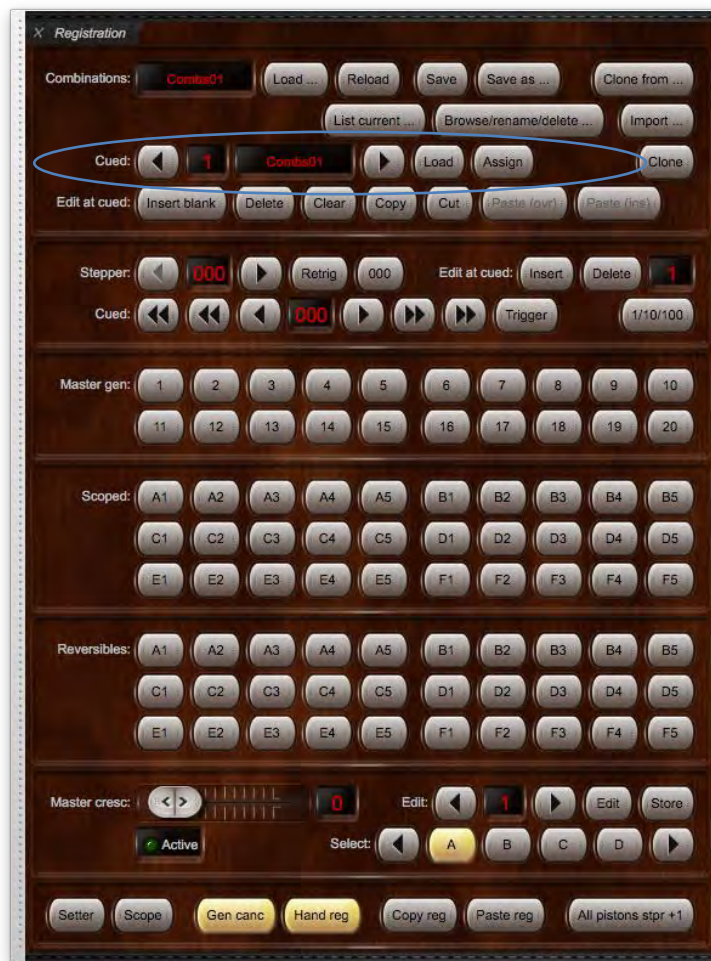 X Registration
Combinations: Combs01 Load ... Reload Save Save as ... Clone from ...
List current ... Browse/rename/delete ... Import ...
Cued: 1 Combs01 Load Assign Clone
Edit at cued: Insert blank Delete Clear Copy Cut Paste (ovr) Paste (ins)
Stepper: 000 Retrig 000 Edit at cued: Insert Delete 1
Cued: 000 Trigger 1/10/100
Master gen: 1 2 3 4 5 6 7 8 9 10
11 12 13 14 15 16 17 18 19 20
Scoped: A1 A2 A3 A4 A5 B1 B2 B3 B4 B5
C1 C2 C3 C4 C5 D1 D2 D3 D4 D5
E1 E2 E3 E4 E5 F1 F2 F3 F4 F5
Reversibles: A1 A2 A3 A4 A5 B1 B2 B3 B4 B5
C1 C2 C3 C4 C5 D1 D2 D3 D4 D5
E1 E2 E3 E4 E5 F1 F2 F3 F4 F5
Master cresc: 0 Edit: 1 Edit Store
Active Select: A B C D
Setter Scope Gen canc Hand reg Copy reg Paste reg All pistons stpr +1